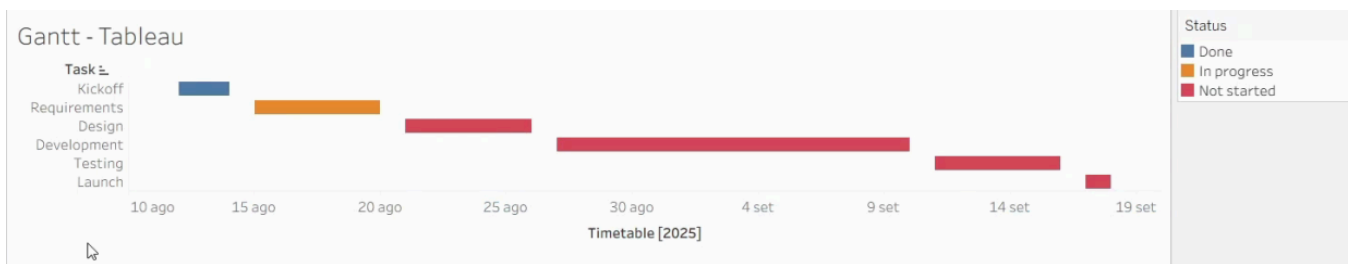 Gantt - Tableau
Task
Kickoff
Requirements
Design
Development
Testing
Launch
10 ago 15 ago 20 ago 25 ago 30 ago 4 set 9 set 14 set 19 set
Timetable [2025]
Status
Done
In progress
Not started